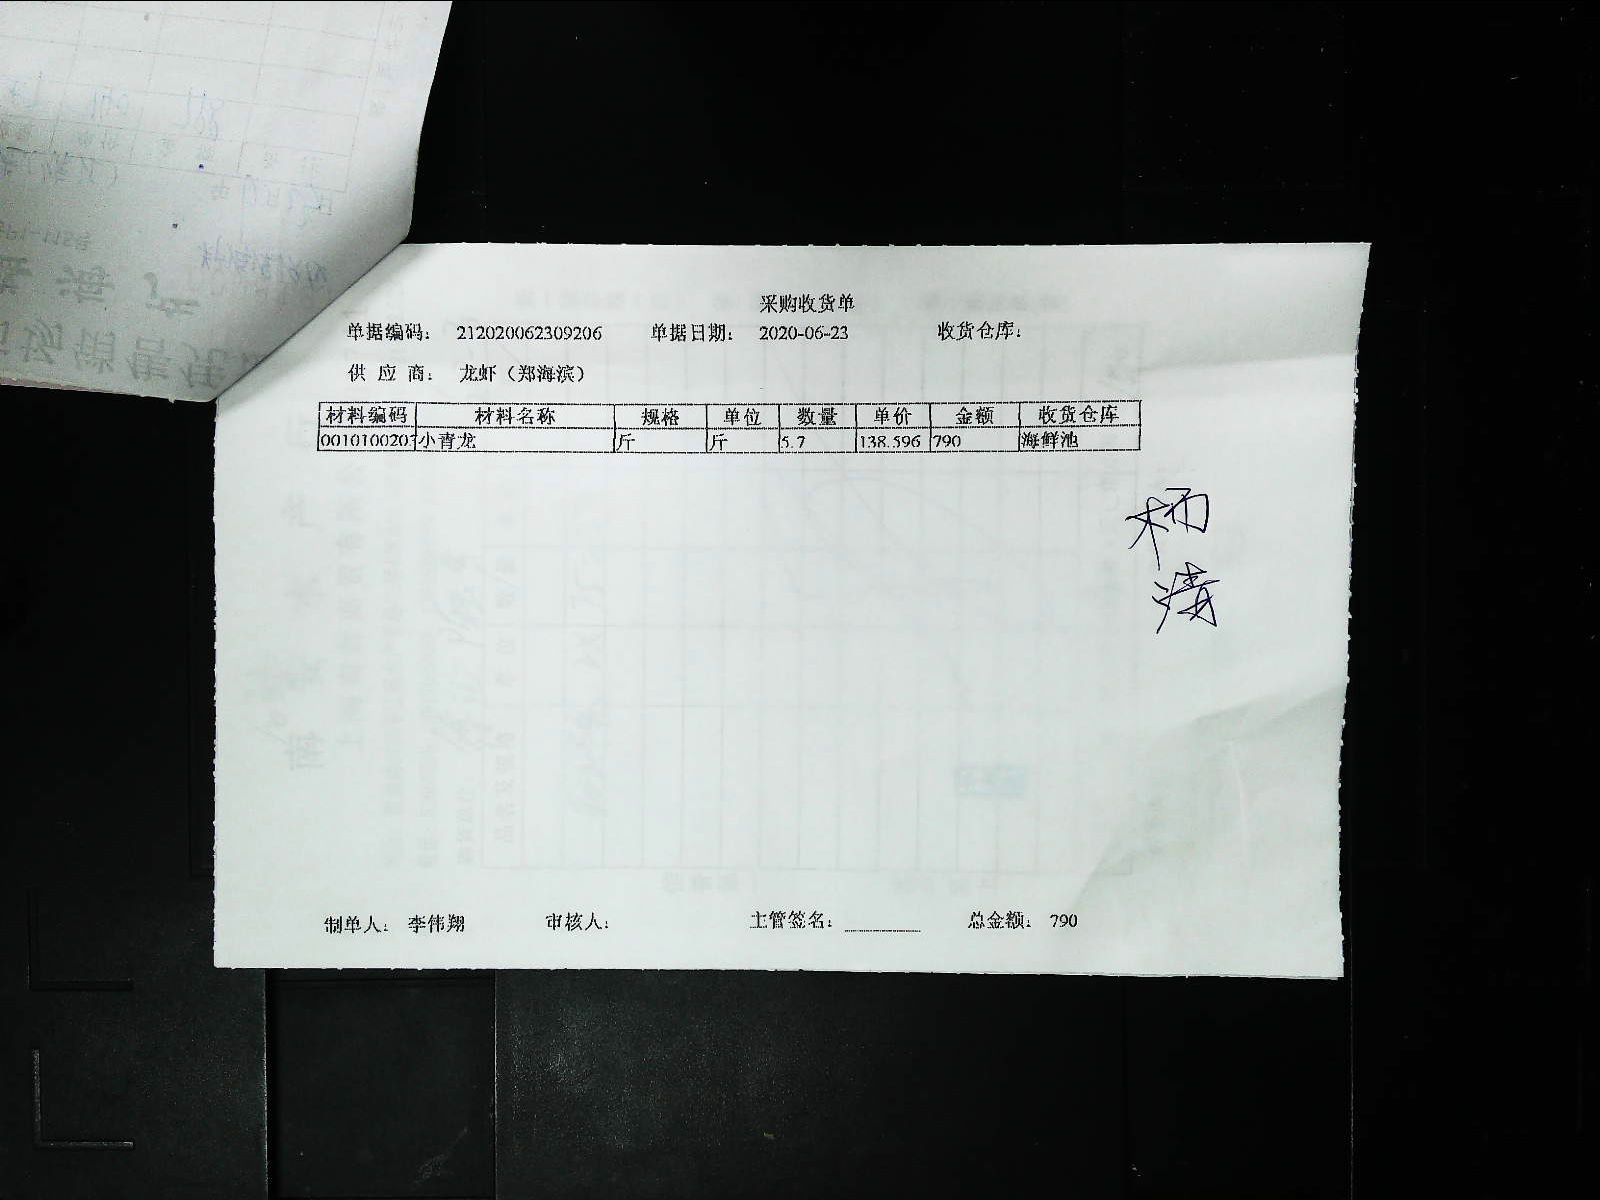 采购收货单
单据编码： 212020062309206 单据日期： 2020-06-23 收货仓库：
供 应 商： 龙虾（郑海滨）
材料编码 材料名称 规格 单位 数量 单价 金额 收货仓库
0010100207 小青龙 斤 斤 5.7 138.596 790 海鲜池
制单人： 李伟翔 审核人： 主管签名： 总金额： 790